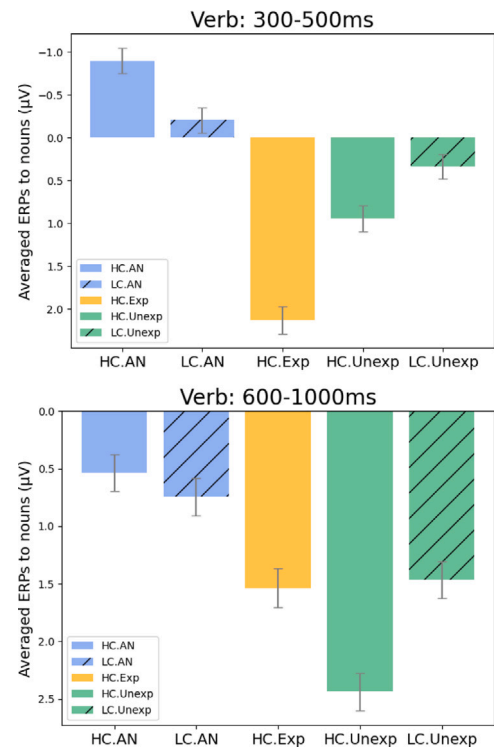 Verb: 300-500ms
Averaged ERPs to nouns (μV)
−1.0
−0.5
0.0
0.5
1.0
1.5
2.0
HC.AN
LC.AN
HC.Exp
HC.Unexp
LC.Unexp
HC.AN LC.AN HC.Exp HC.Unexp LC.Unexp
Verb: 600-1000ms
Averaged ERPs to nouns (μV)
0.0
0.5
1.0
1.5
2.0
2.5
HC.AN
LC.AN
HC.Exp
HC.Unexp
LC.Unexp
HC.AN LC.AN HC.Exp HC.Unexp LC.Unexp